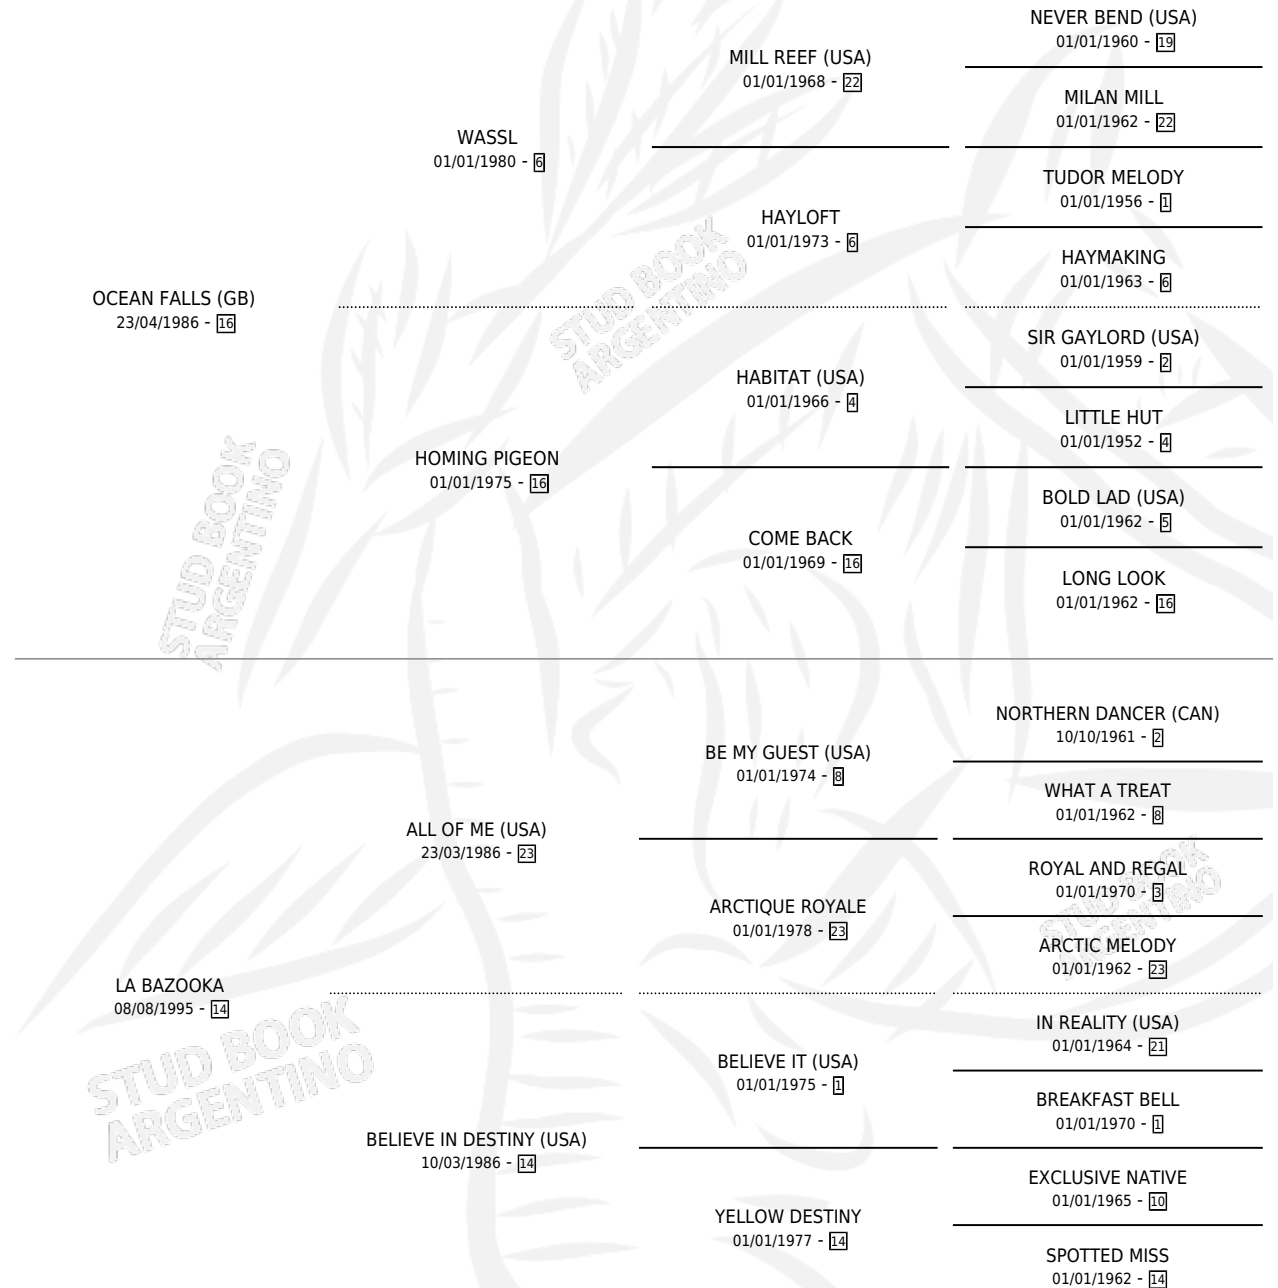 NEVER BEND (USA)
01/01/1960 - 19
MILL REEF (USA)
01/01/1968 - 22
MILAN MILL
01/01/1962 - 22
WASSL
01/01/1980 - 6
TUDOR MELODY
01/01/1956 - 1
HAYLOFT
01/01/1973 - 6
HAYMAKING
01/01/1963 - 6
OCEAN FALLS (GB)
23/04/1986 - 16
STUD BOOK
ARGENTINO
SIR GAYLORD (USA)
01/01/1959 - 2
HABITAT (USA)
01/01/1966 - 4
LITTLE HUT
01/01/1952 - 4
HOMING PIGEON
01/01/1975 - 16
BOLD LAD (USA)
01/01/1962 - 5
COME BACK
01/01/1969 - 16
LONG LOOK
01/01/1962 - 16
STUD BOOK
ARGENTINO
NORTHERN DANCER (CAN)
10/10/1961 - 2
BE MY GUEST (USA)
01/01/1974 - 8
WHAT A TREAT
01/01/1962 - 8
ALL OF ME (USA)
23/03/1986 - 23
ROYAL AND REGAL
01/01/1970 - 3
ARCTIQUE ROYALE
01/01/1978 - 23
STUD BOOK
ARGENTINO
ARCTIC MELODY
01/01/1962 - 23
LA BAZOOKA
08/08/1995 - 14
IN REALITY (USA)
01/01/1964 - 21
BELIEVE IT (USA)
01/01/1975 - 1
STUD BOOK
ARGENTINO
BREAKFAST BELL
01/01/1970 - 1
BELIEVE IN DESTINY (USA)
10/03/1986 - 14
EXCLUSIVE NATIVE
01/01/1965 - 10
YELLOW DESTINY
01/01/1977 - 14
SPOTTED MISS
01/01/1962 - 14